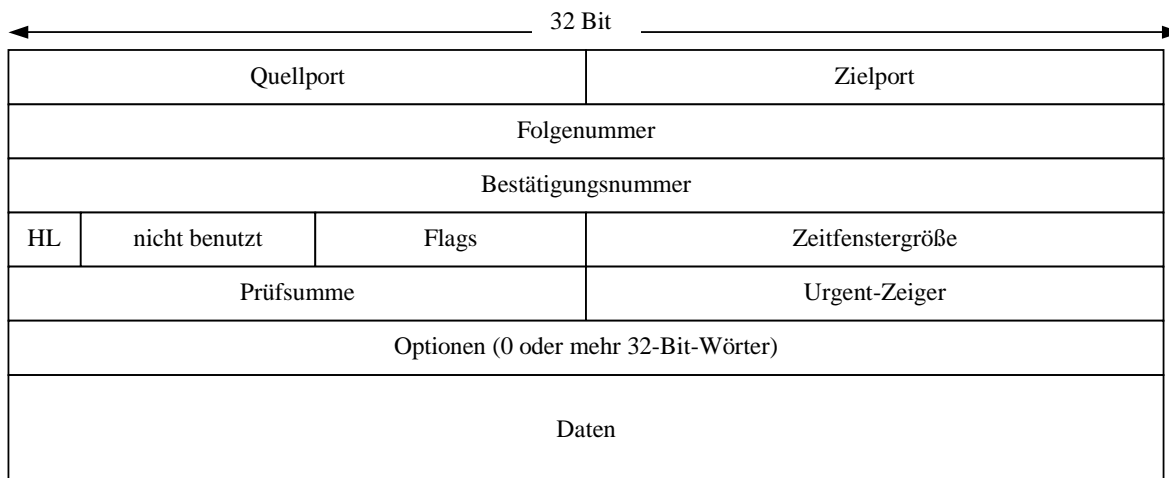 32 Bit
Quellport
Zielport
Folgenummer
Bestätigungsnummer
HL
nicht benutzt
Flags
Zeitfenstergröße
Prüfsumme
Urgent-Zeiger
Optionen (0 oder mehr 32-Bit-Wörter)
Daten